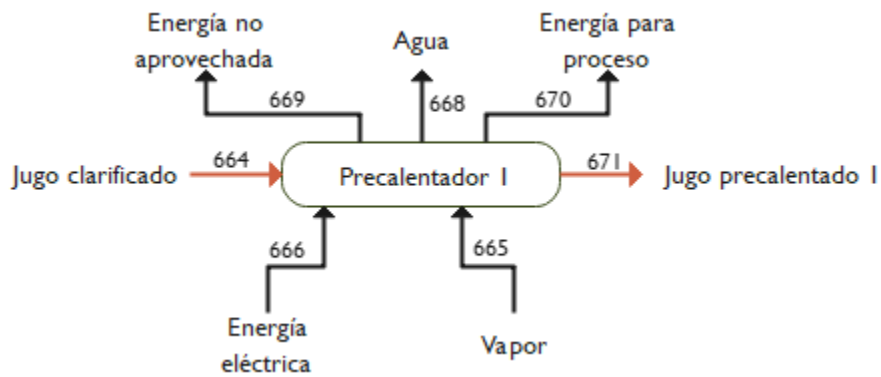 Energía no
aprovechada
Agua
Energía para
proceso
669
668
670
Jugo clarificado
664
Precalentador 1
671
Jugo precalentado 1
666
665
Energía
eléctrica
Vapor